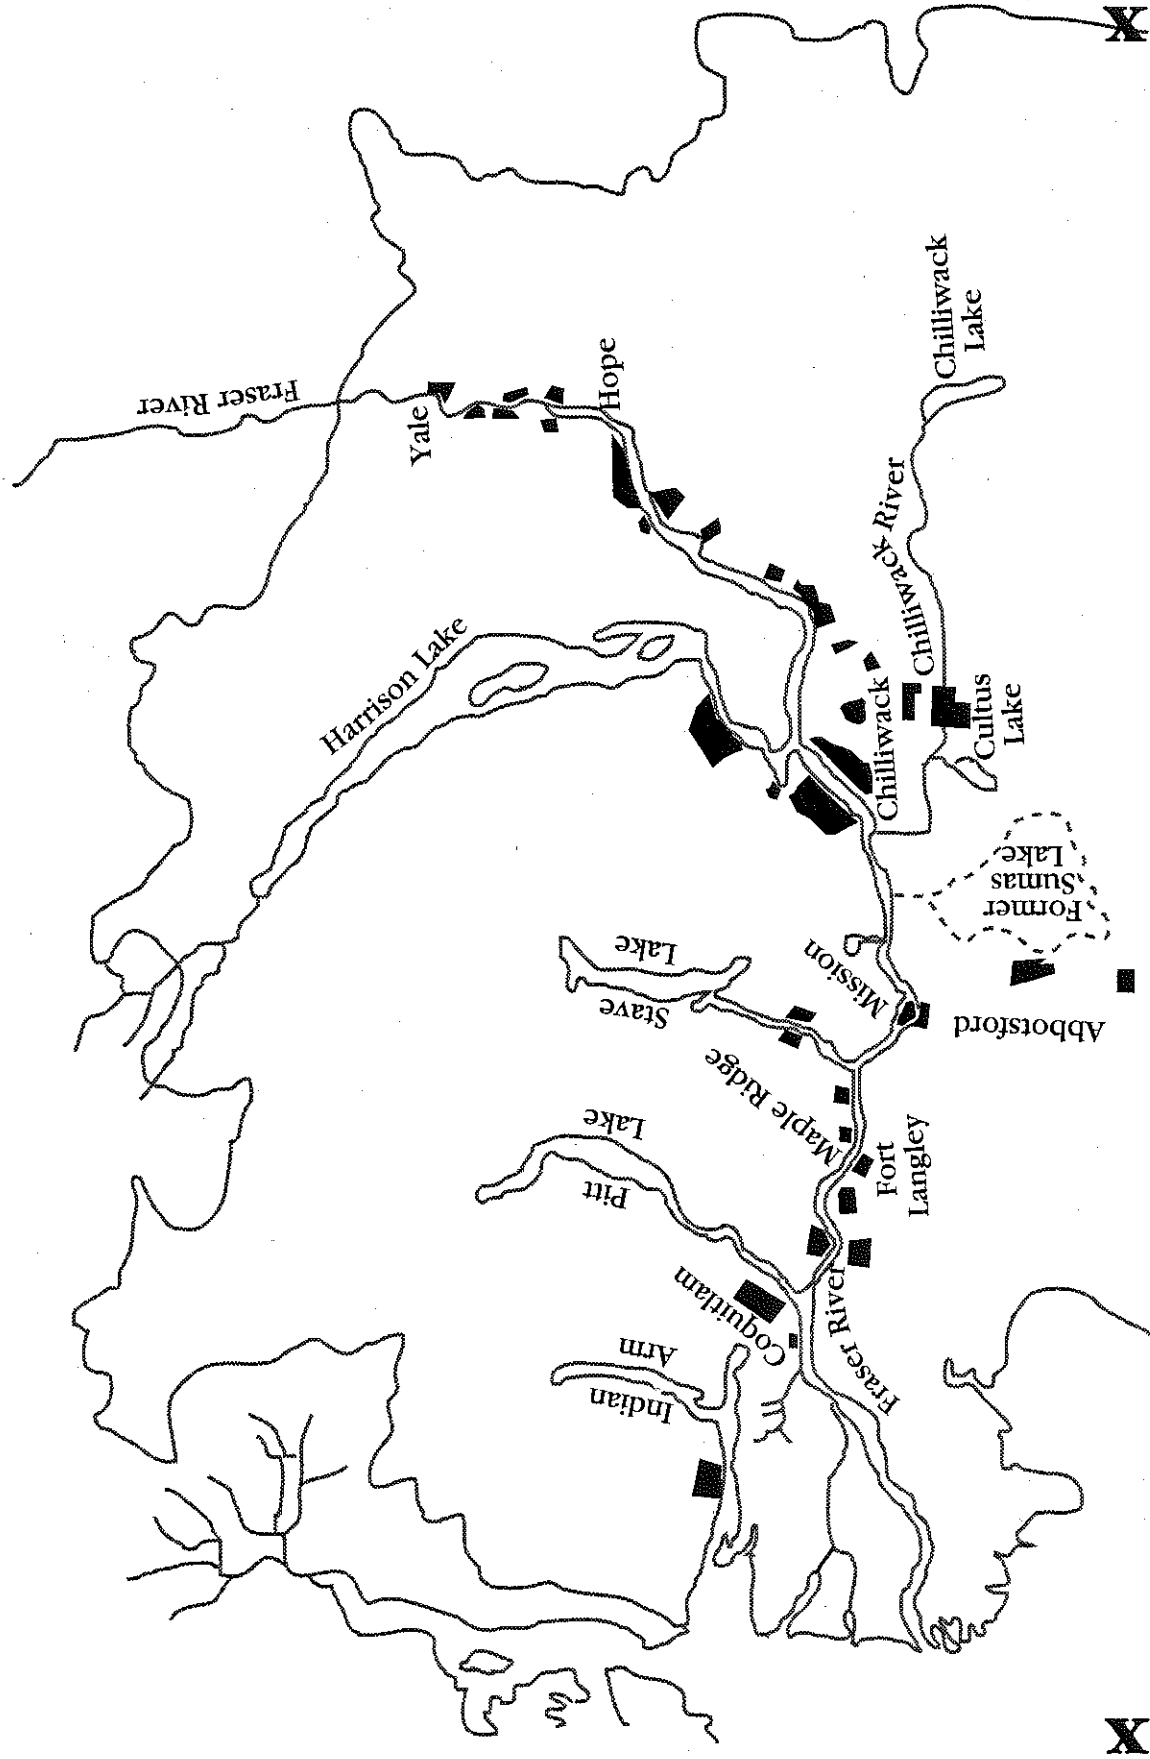 X
Fraser River
Yale
Hope
Chilliwack
Lake
Chilliwack River
Harrison Lake
Chilliwack
Cultus
Lake
Former
Sumas
Lake
Stave
Lake
Mission
Abbotsford
Maple Ridge
Fort
Langley
Pitt
Lake
Coquitlam
Fraser River
Indian
Arm
X